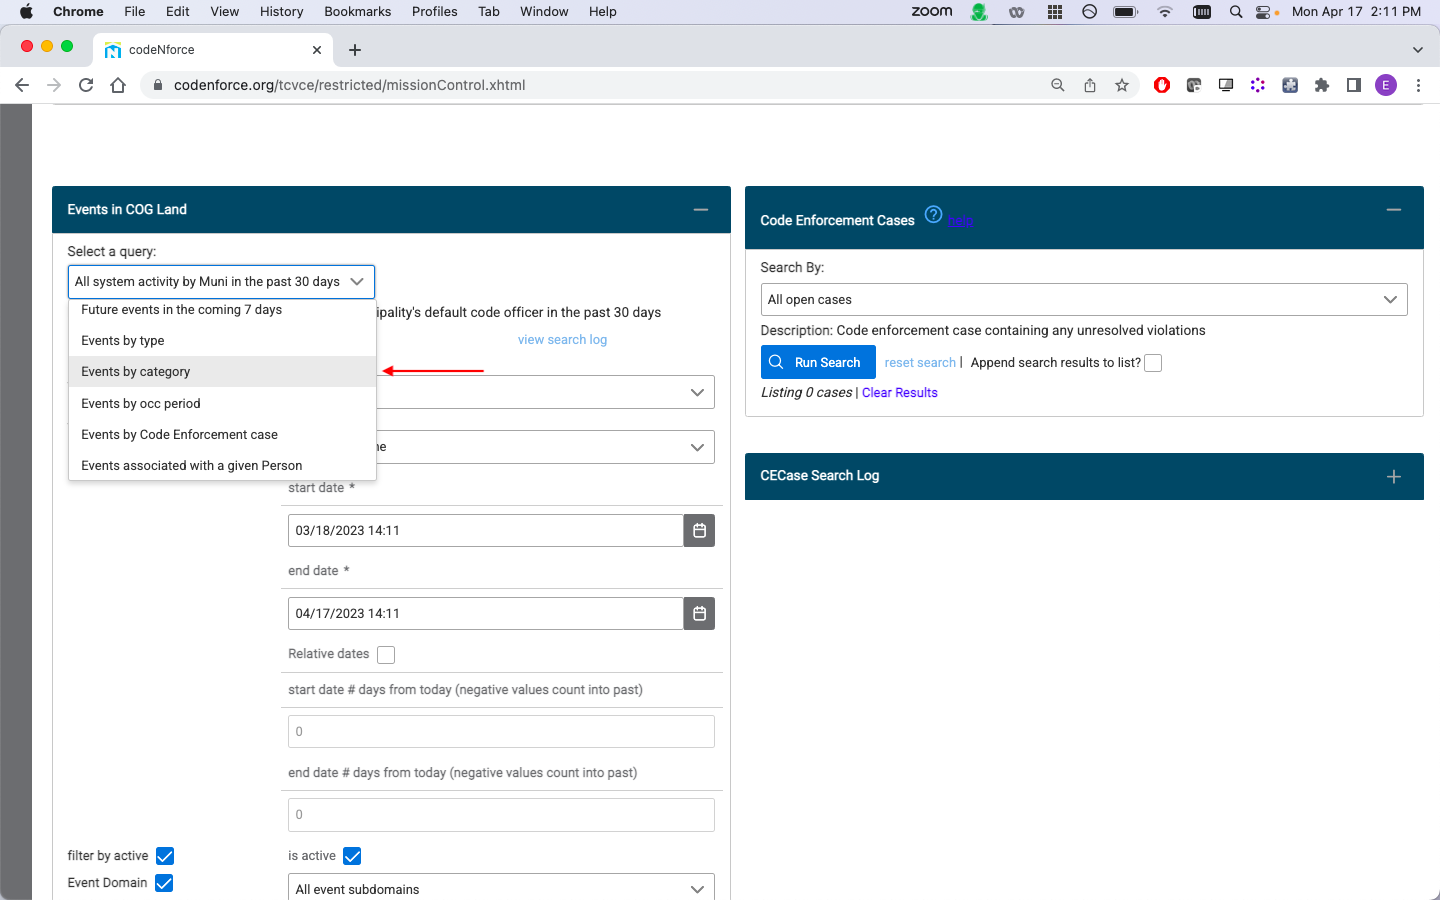 Chrome File Edit View History Bookmarks Profiles Tab Window Help zoom Mon Apr 17 2:11 PM
codeNforce
codenforce.org/tcvce/restricted/missionControl.xhtml
E
Events in COG Land
Select a query:
All system activity by Muni in the past 30 days
Future events in the coming 7 days
ipality's default code officer in the past 30 days
Events by type
view search log
Events by category
Events by occ period
Events by Code Enforcement case
ne
Events associated with a given Person
start date *
03/18/2023 14:11
end date *
04/17/2023 14:11
Relative dates
start date # days from today (negative values count into past)
0
end date # days from today (negative values count into past)
0
filter by active
is active
Event Domain
All event subdomains
Code Enforcement Cases ? help
Search By:
All open cases
Description: Code enforcement case containing any unresolved violations
Run Search reset search | Append search results to list?
Listing 0 cases | Clear Results
CECase Search Log